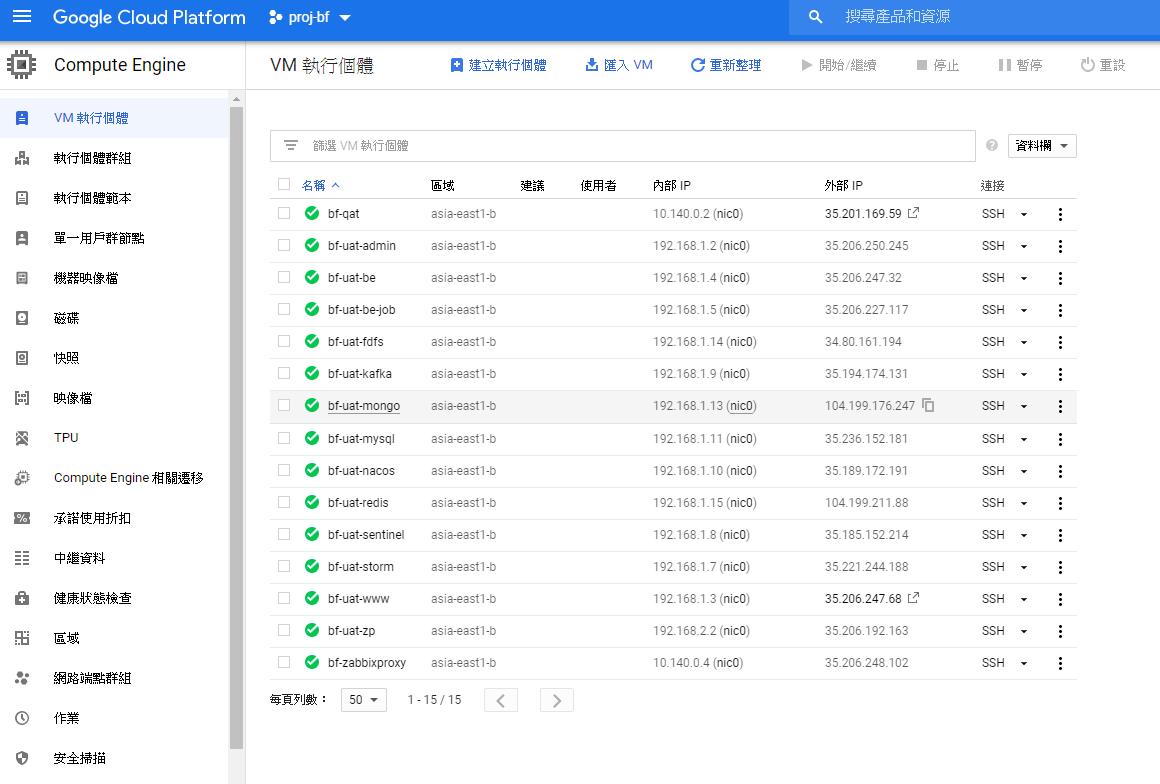 Google Cloud Platform proj-bf 搜尋產品和資源
Compute Engine VM 執行個體 建立執行個體 匯入 VM 重新整理 開始/繼續 停止 暫停 重設
VM 執行個體
執行個體群組
執行個體範本
單一用戶群節點
機器映像檔
磁碟
快照
映像檔
TPU
Compute Engine 相關遷移
承諾使用折扣
中繼資料
健康狀態檢查
區域
網路端點群組
作業
安全掃描
篩選 VM 執行個體 資料欄
名稱 區域 建議 使用者 內部 IP 外部 IP 連接
bf-qat asia-east1-b 10.140.0.2 (nic0) 35.201.169.59 SSH
bf-uat-admin asia-east1-b 192.168.1.2 (nic0) 35.206.250.245 SSH
bf-uat-be asia-east1-b 192.168.1.4 (nic0) 35.206.247.32 SSH
bf-uat-be-job asia-east1-b 192.168.1.5 (nic0) 35.206.227.117 SSH
bf-uat-fdfs asia-east1-b 192.168.1.14 (nic0) 34.80.161.194 SSH
bf-uat-kafka asia-east1-b 192.168.1.9 (nic0) 35.194.174.131 SSH
bf-uat-mongo asia-east1-b 192.168.1.13 (nic0) 104.199.176.247 SSH
bf-uat-mysql asia-east1-b 192.168.1.11 (nic0) 35.236.152.181 SSH
bf-uat-nacos asia-east1-b 192.168.1.10 (nic0) 35.189.172.191 SSH
bf-uat-redis asia-east1-b 192.168.1.15 (nic0) 104.199.211.88 SSH
bf-uat-sentinel asia-east1-b 192.168.1.8 (nic0) 35.185.152.214 SSH
bf-uat-storm asia-east1-b 192.168.1.7 (nic0) 35.221.244.188 SSH
bf-uat-www asia-east1-b 192.168.1.3 (nic0) 35.206.247.68 SSH
bf-uat-zp asia-east1-b 192.168.2.2 (nic0) 35.206.192.163 SSH
bf-zabbixproxy asia-east1-b 10.140.0.4 (nic0) 35.206.248.102 SSH
每頁列數： 50 1 - 15 / 15